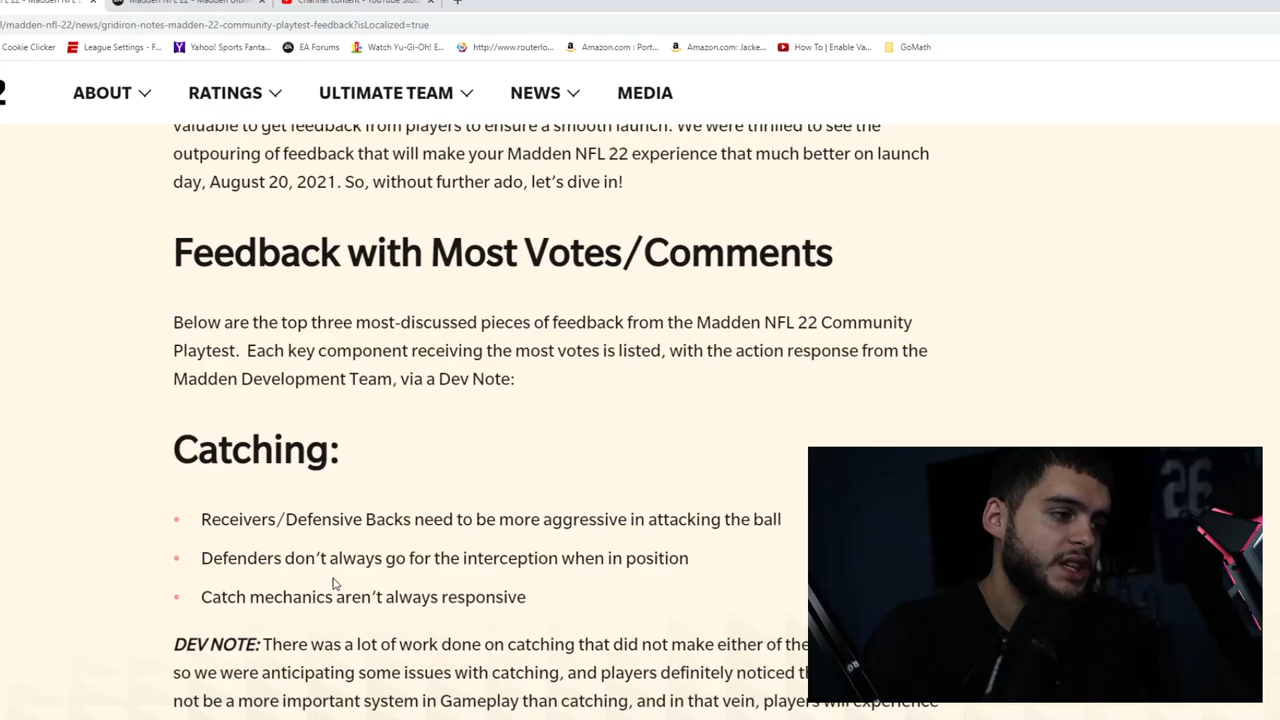 Madden NFL
Channel content - YouTube Stu
l/madden-nfl-22/news/gridiron-notes-madden-22-community-playtest-feedback?isLocalized=true
Cookie Clicker League Settings - F... Yahoo! Sports Fanta... EA Forums Watch Yu-Gi-Oh! E... http://www.routerlo... Amazon.com : Port... Amazon.com: Jacke... How To | Enable Va... GoMath
2 ABOUT RATINGS ULTIMATE TEAM NEWS MEDIA
valuable to get feedback from players to ensure a smooth launch. We were thrilled to see the
outpouring of feedback that will make your Madden NFL 22 experience that much better on launch
day, August 20, 2021. So, without further ado, let's dive in!
Feedback with Most Votes/Comments
Below are the top three most-discussed pieces of feedback from the Madden NFL 22 Community
Playtest. Each key component receiving the most votes is listed, with the action response from the
Madden Development Team, via a Dev Note:
Catching:
• Receivers/Defensive Backs need to be more aggressive in attacking the ball
• Defenders don't always go for the interception when in position
• Catch mechanics aren't always responsive
DEV NOTE: There was a lot of work done on catching that did not make either of the
so we were anticipating some issues with catching, and players definitely noticed
not be a more important system in Gameplay than catching, and in that vein, players will experience
26